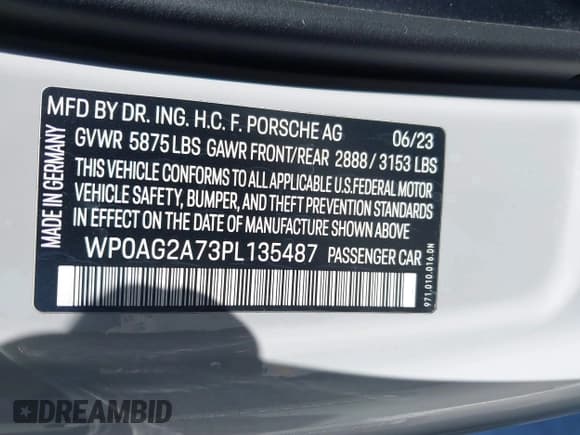 MFD BY DR. ING. H.C. F. PORSCHE AG 06/23
GVWR 5875 LBS GAWR FRONT/REAR 2888 / 3153 LBS
THIS VEHICLE CONFORMS TO ALL APPLICABLE U.S. FEDERAL MOTOR
VEHICLE SAFETY, BUMPER, AND THEFT PREVENTION STANDARDS
IN EFFECT ON THE DATE OF MANUFACTURE SHOWN ABOVE.
WP0AG2A73PL135487 PASSENGER CAR
MADE IN GERMANY
971.010.016.0N
DREAMBID